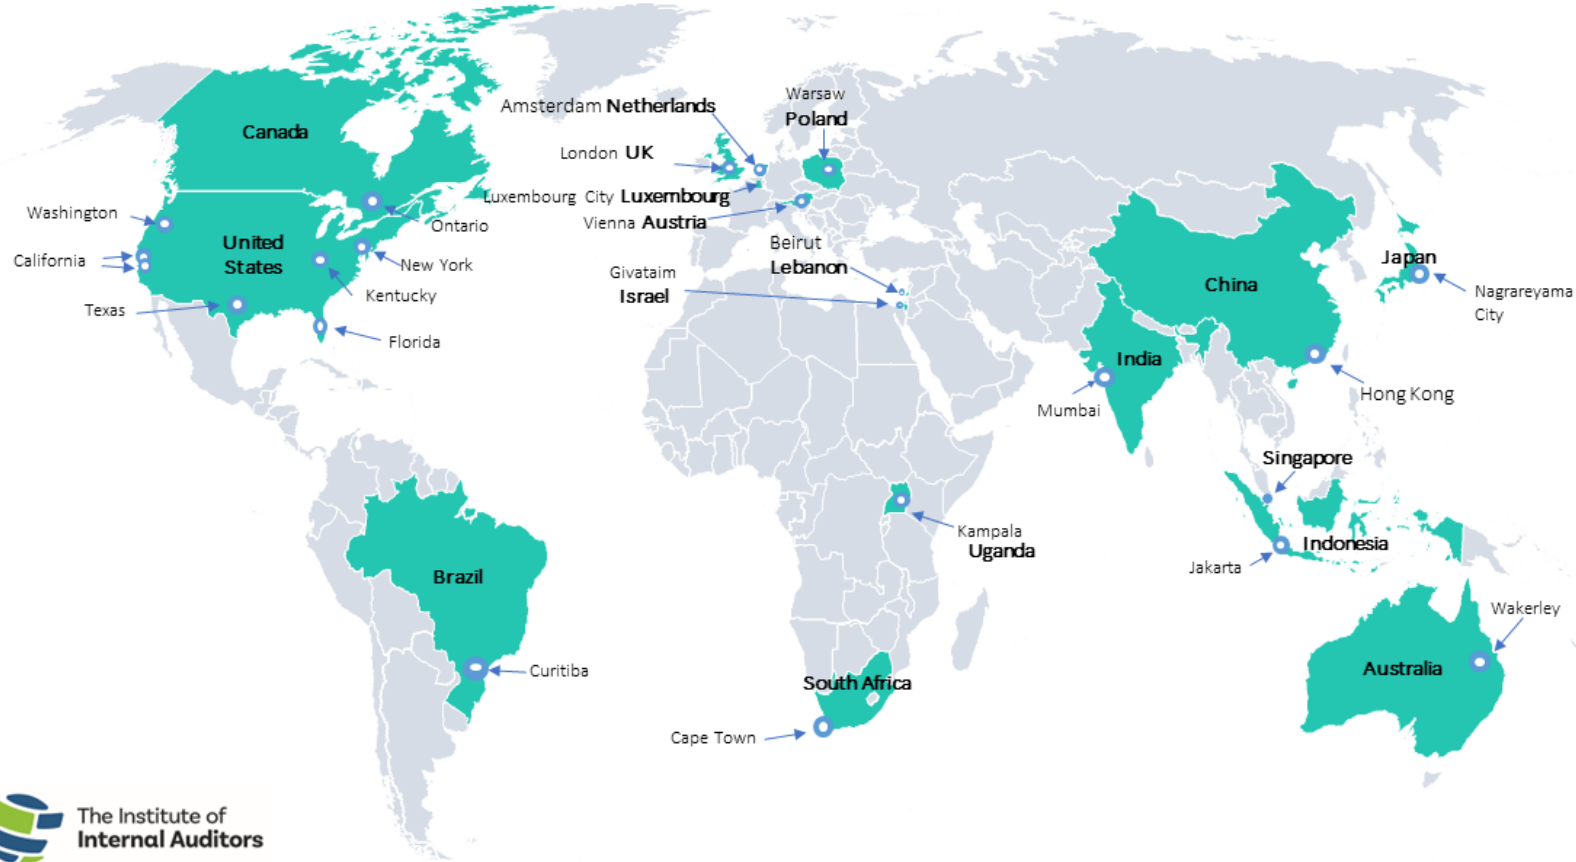 Canada
Washington
California
Texas
United
States
Ontario
New York
Kentucky
Florida
Amsterdam Netherlands
London UK
Luxembourg City Luxembourg
Vienna Austria
Warsaw
Poland
Beirut
Lebanon
Givataim
Israel
China
Japan
Nagrareyama
City
India
Mumbai
Hong Kong
Singapore
Indonesia
Jakarta
Kampala
Uganda
Brazil
Curitiba
South Africa
Cape Town
Wakerley
Australia
The Institute of
Internal Auditors